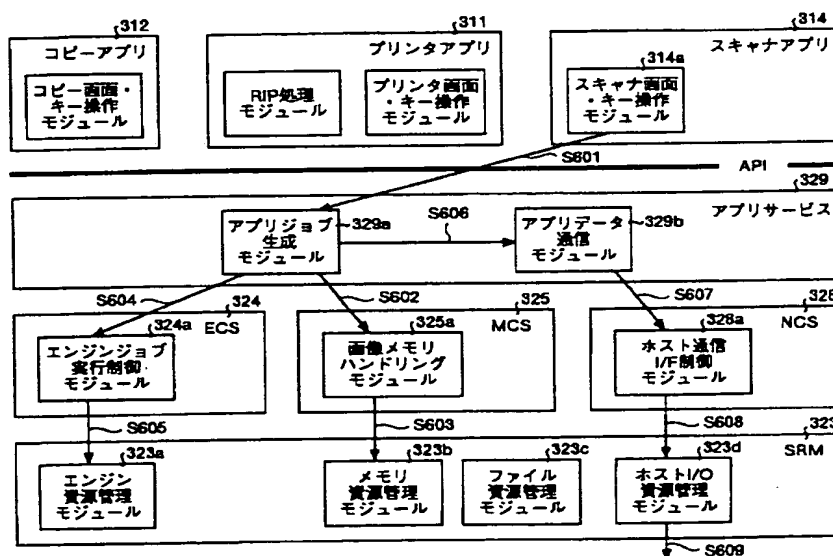 312
311
314
コピーアプリ
プリンタアプリ
スキャナアプリ
314a
コピー画面・
キー操作
モジュール
RIP処理
モジュール
プリンタ画面
・キー操作
モジュール
スキャナ画面
・キー操作
モジュール
S601
API
329
アプリサービス
アプリジョブ
生成
モジュール
329a
S606
アプリデータ
通信
モジュール
329b
S604
S602
S607
324
ECS
324a
エンジンジョブ
実行制御
モジュール
325
MCS
325a
画像メモリ
ハンドリング
モジュール
328
NCS
328a
ホスト通信
I/F制御
モジュール
S605
S603
S608
323
SRM
323a
エンジン
資源管理
モジュール
323b
メモリ
資源管理
モジュール
323c
ファイル
資源管理
モジュール
323d
ホストI/O
資源管理
モジュール
S609